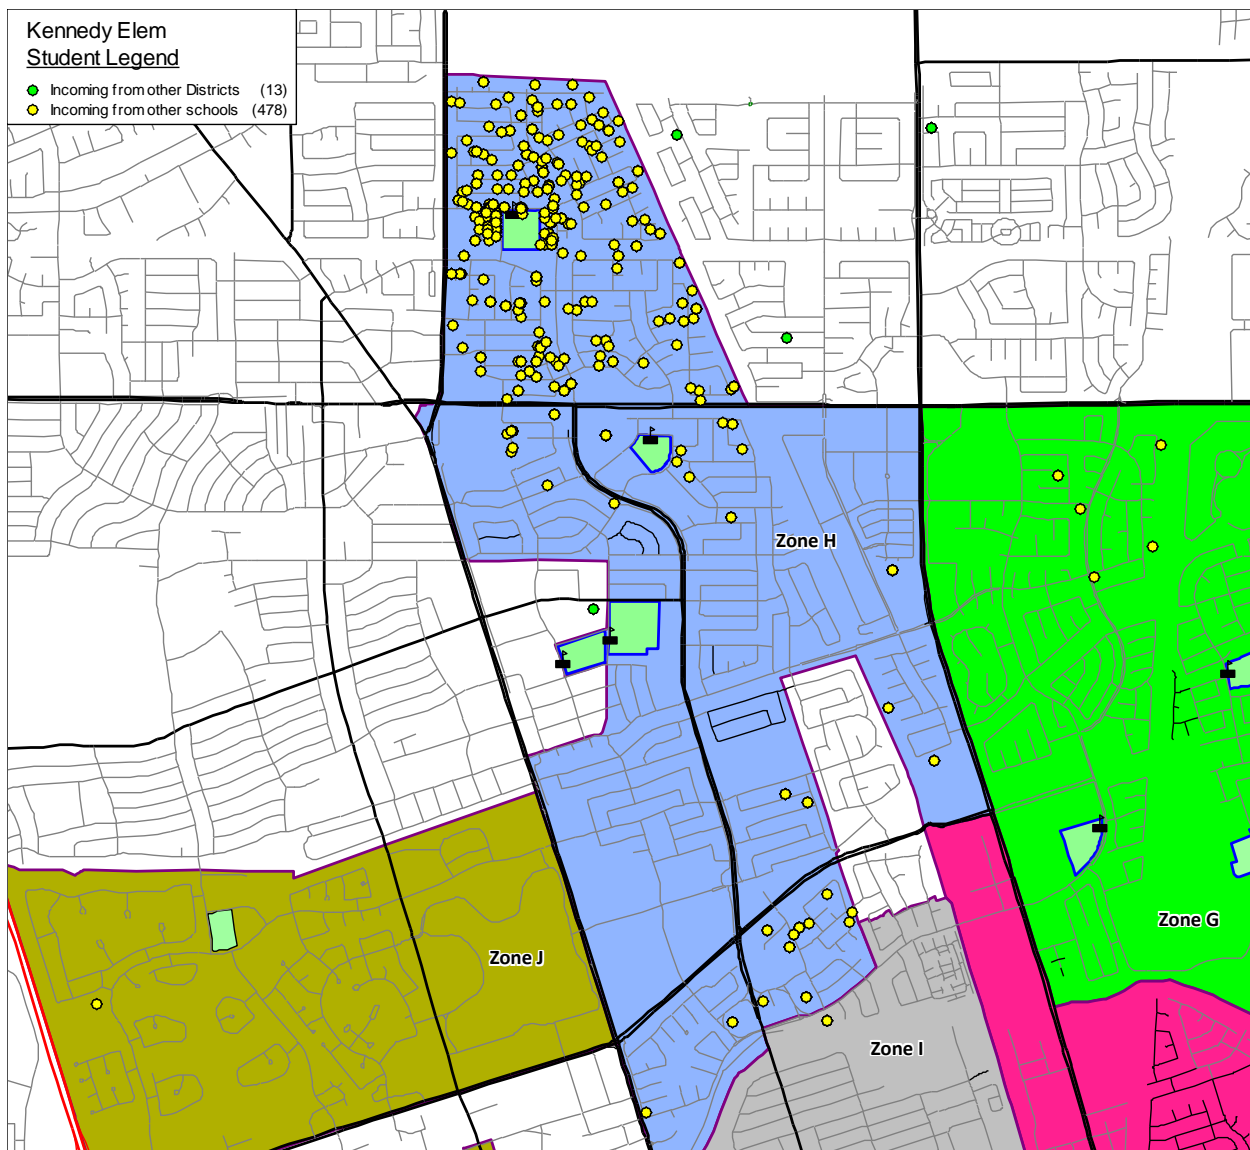 Kennedy Elem
Student Legend
Incoming from other Districts (13)
Incoming from other schools (478)
Zone H
Zone G
Zone J
Zone I